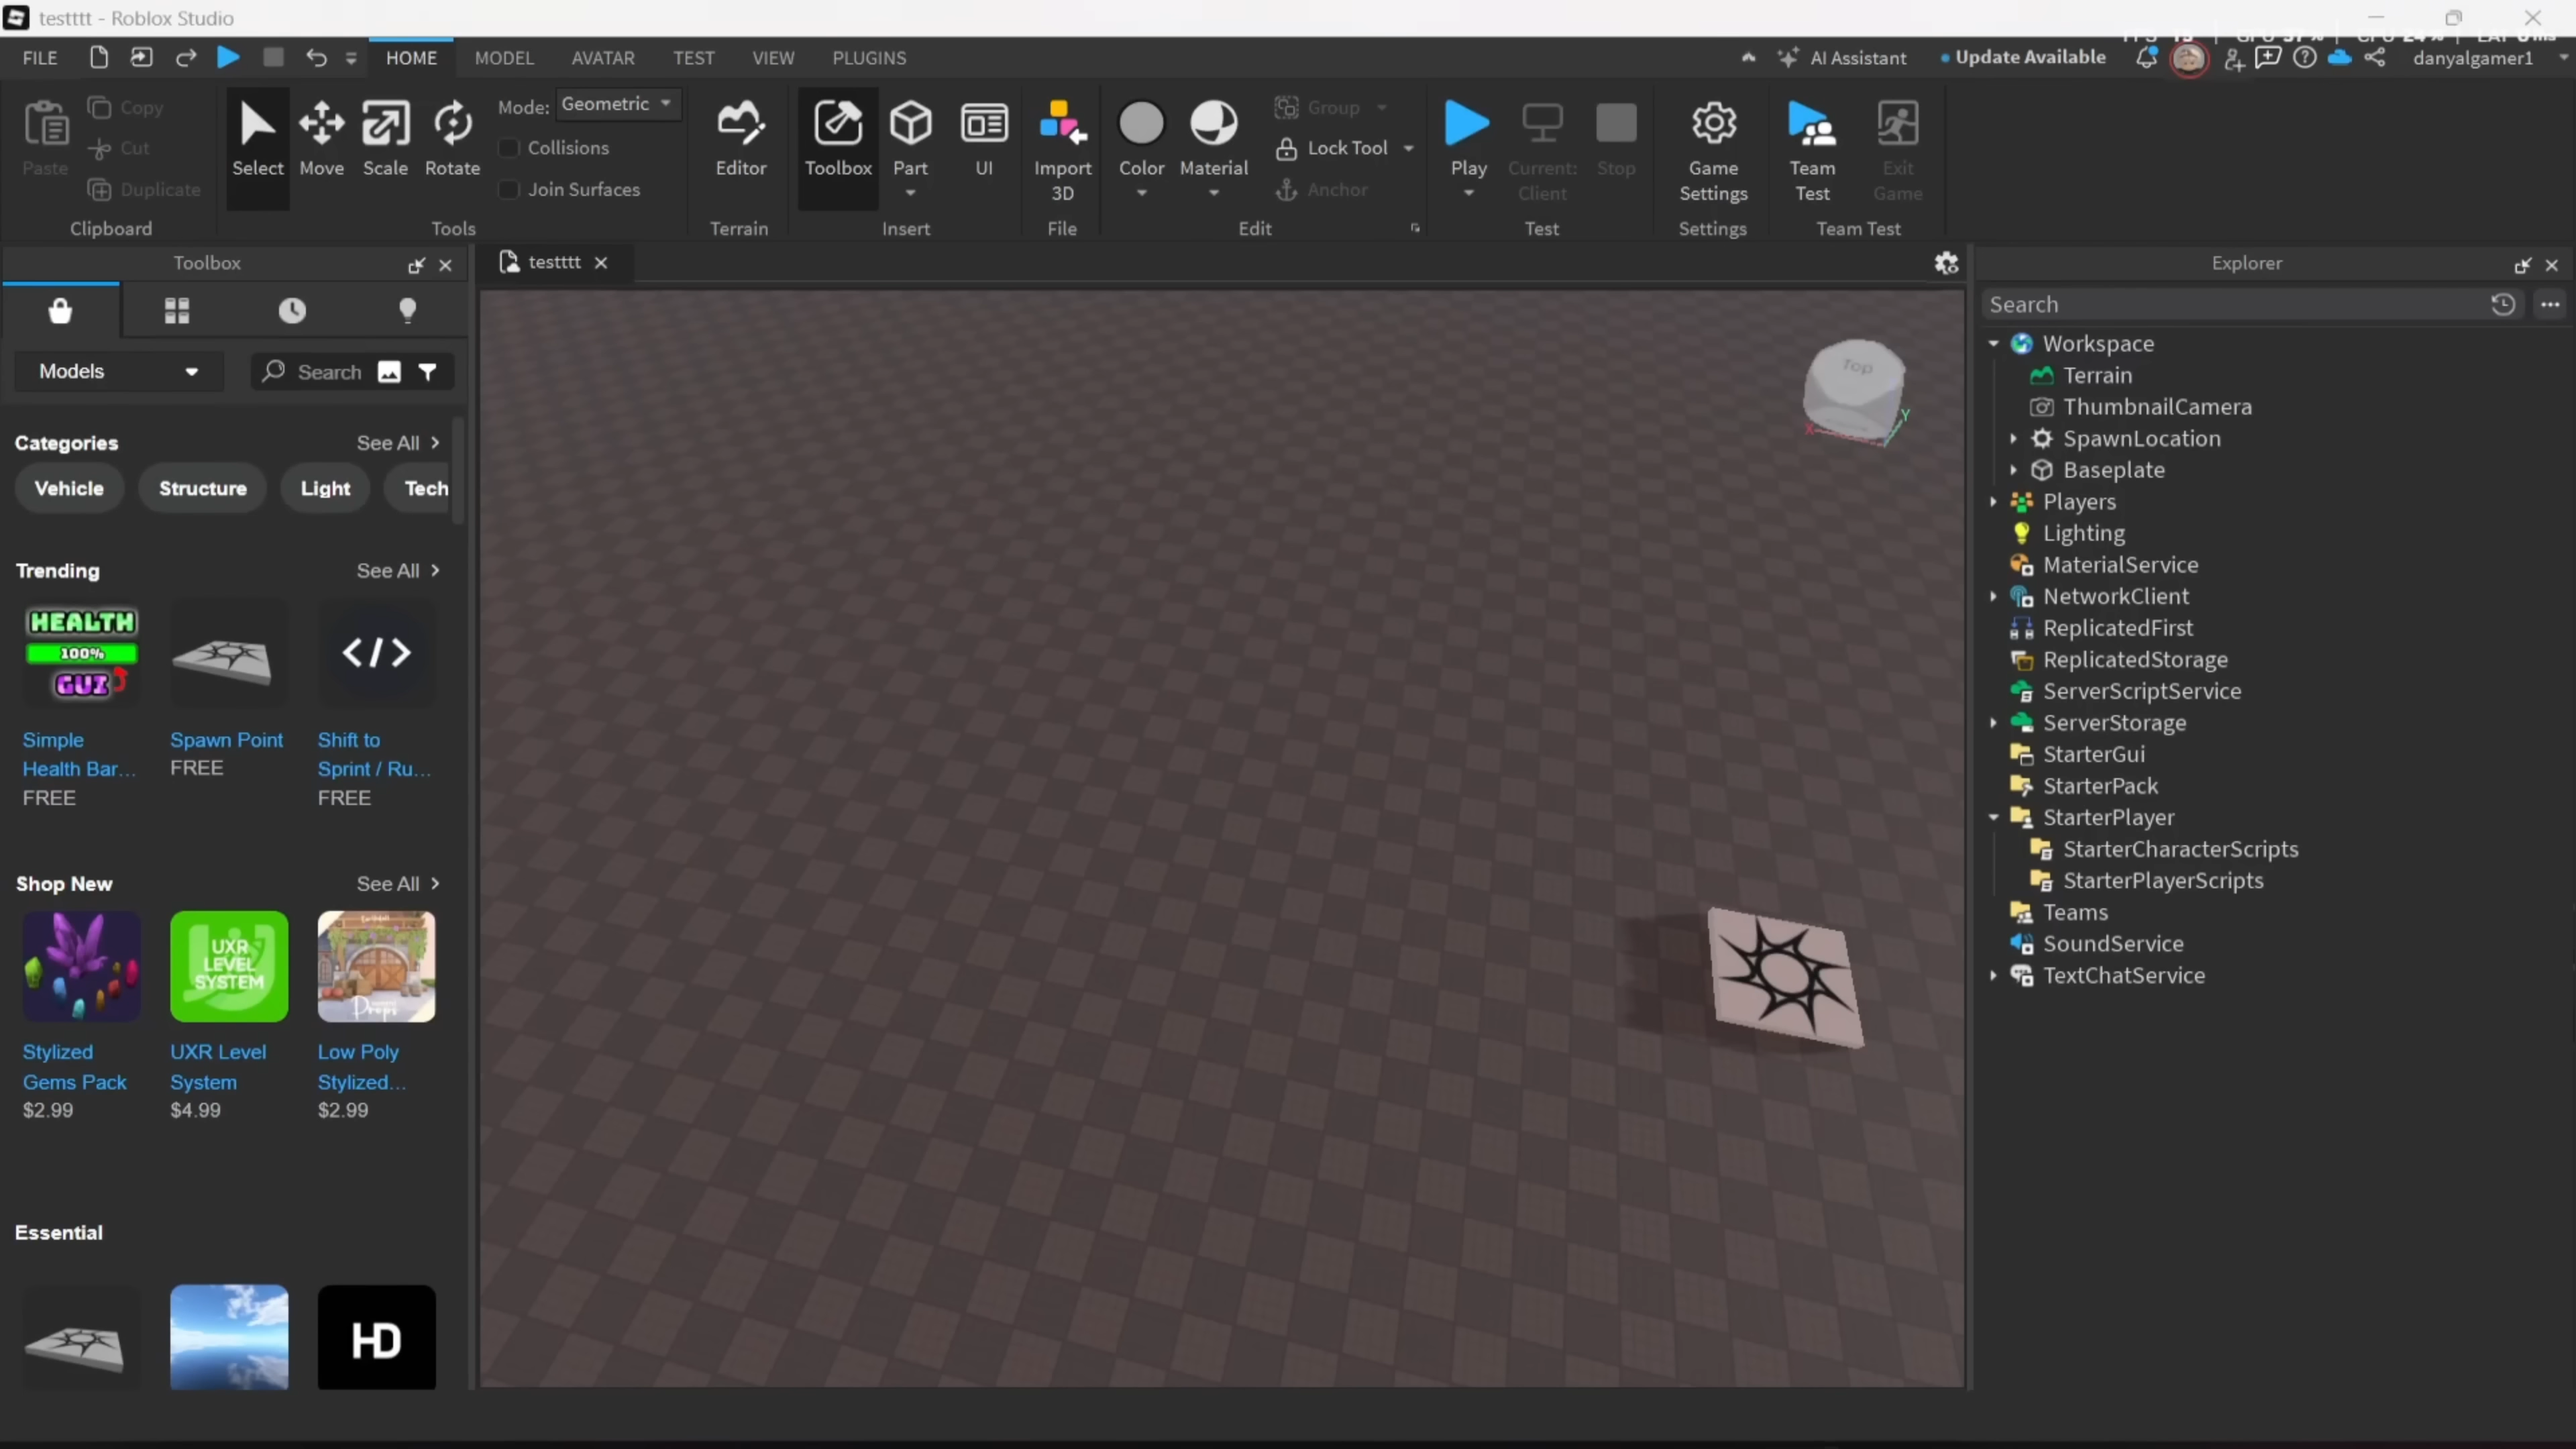 testttt - Roblox Studio
FILE HOME MODEL AVATAR TEST VIEW PLUGINS AI Assistant Update Available danyalgamer1
Paste
Copy
Cut
Duplicate
Clipboard
Select Move Scale Rotate
Mode: Geometric
Collisions
Join Surfaces
Tools
Editor
Terrain
Toolbox Part UI
Insert
Import
3D
File
Color Material
Group
Lock Tool
Anchor
Edit
Play
Current:
Client
Stop
Test
Game
Settings
Settings
Team
Test
Exit
Game
Team Test
Toolbox
Models Search
Categories See All
Vehicle Structure Light Tech
Trending See All
HEALTH
100%
GUI
</>
Simple
Health Bar...
FREE
Spawn Point
FREE
Shift to
Sprint / Ru...
FREE
Shop New See All
UXR
LEVEL
SYSTEM
Props
Stylized
Gems Pack
$2.99
UXR Level
System
$4.99
Low Poly
Stylized...
$2.99
Essential
HD
testttt
Top
X
Y
Explorer
Search
Workspace
Terrain
ThumbnailCamera
SpawnLocation
Baseplate
Players
Lighting
MaterialService
NetworkClient
ReplicatedFirst
ReplicatedStorage
ServerScriptService
ServerStorage
StarterGui
StarterPack
StarterPlayer
StarterCharacterScripts
StarterPlayerScripts
Teams
SoundService
TextChatService